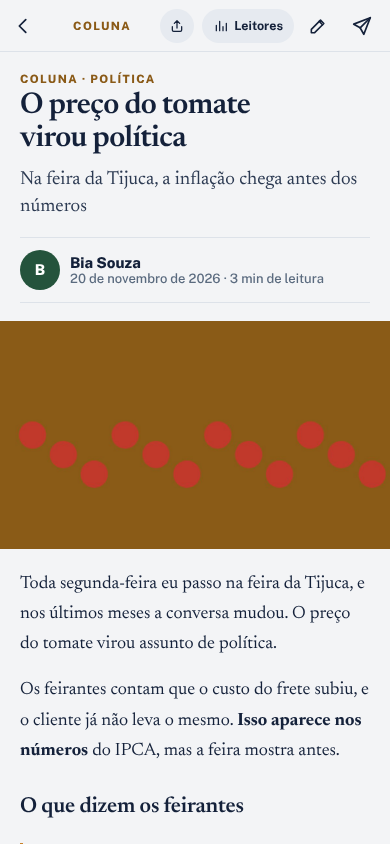 COLUNA
Leitores
COLUNA · POLÍTICA
O preço do tomate
virou política
Na feira da Tijuca, a inflação chega antes dos
números
B
Bia Souza
20 de novembro de 2026 · 3 min de leitura
Toda segunda-feira eu passo na feira da Tijuca, e
nos últimos meses a conversa mudou. O preço
do tomate virou assunto de política.
Os feirantes contam que o custo do frete subiu, e
o cliente já não leva o mesmo. Isso aparece nos
números do IPCA, mas a feira mostra antes.
O que dizem os feirantes